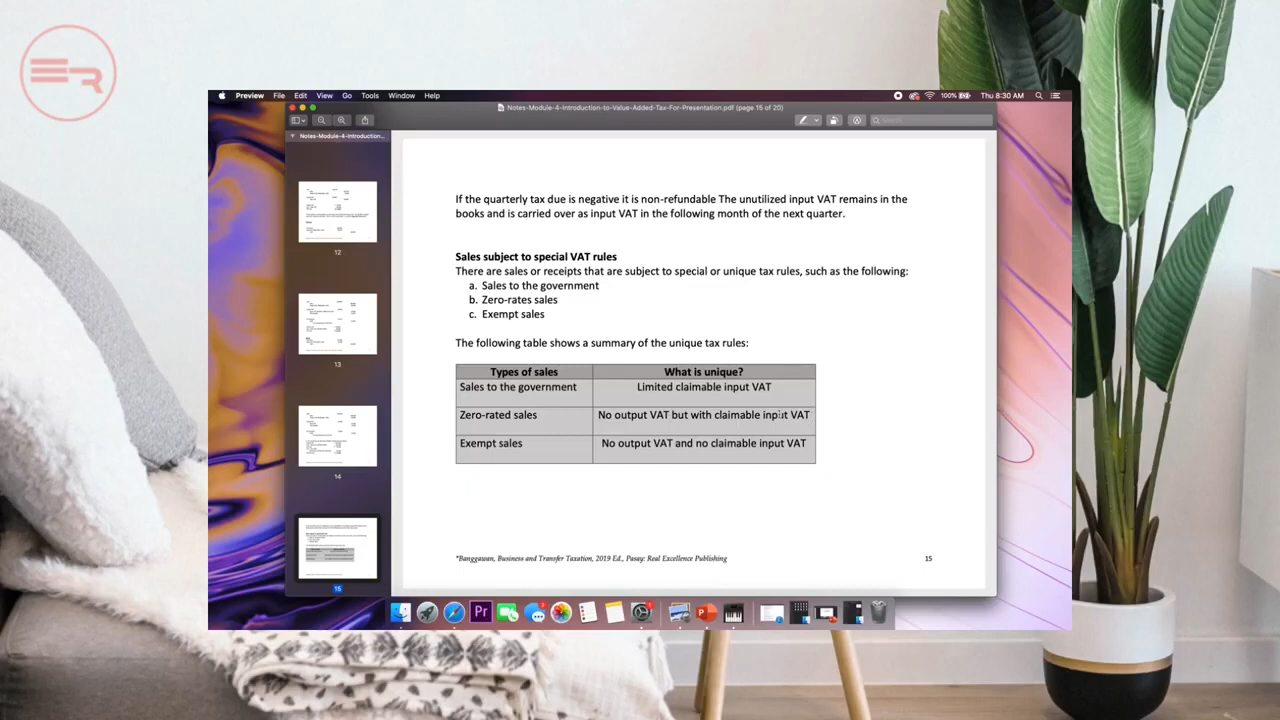 ER
Preview File Edit View Go Tools Window Help
100%
Thu 8:30 AM
Notes-Module-4-Introduction-to-Value-Added-Tax-For-Presentation.pdf (page 15 of 20)
Search
Notes-Module-4-Introduction...
12
13
14
15
If the quarterly tax due is negative it is non-refundable The unutilized input VAT remains in the
books and is carried over as input VAT in the following month of the next quarter.
Sales subject to special VAT rules
There are sales or receipts that are subject to special or unique tax rules, such as the following:
a. Sales to the government
b. Zero-rates sales
c. Exempt sales
The following table shows a summary of the unique tax rules:
Types of sales What is unique?
Sales to the government Limited claimable input VAT
Zero-rated sales No output VAT but with claimable input VAT
Exempt sales No output VAT and no claimable input VAT
*Banggawan, Business and Transfer Taxation, 2019 Ed., Pasay: Real Excellence Publishing
15
Pr